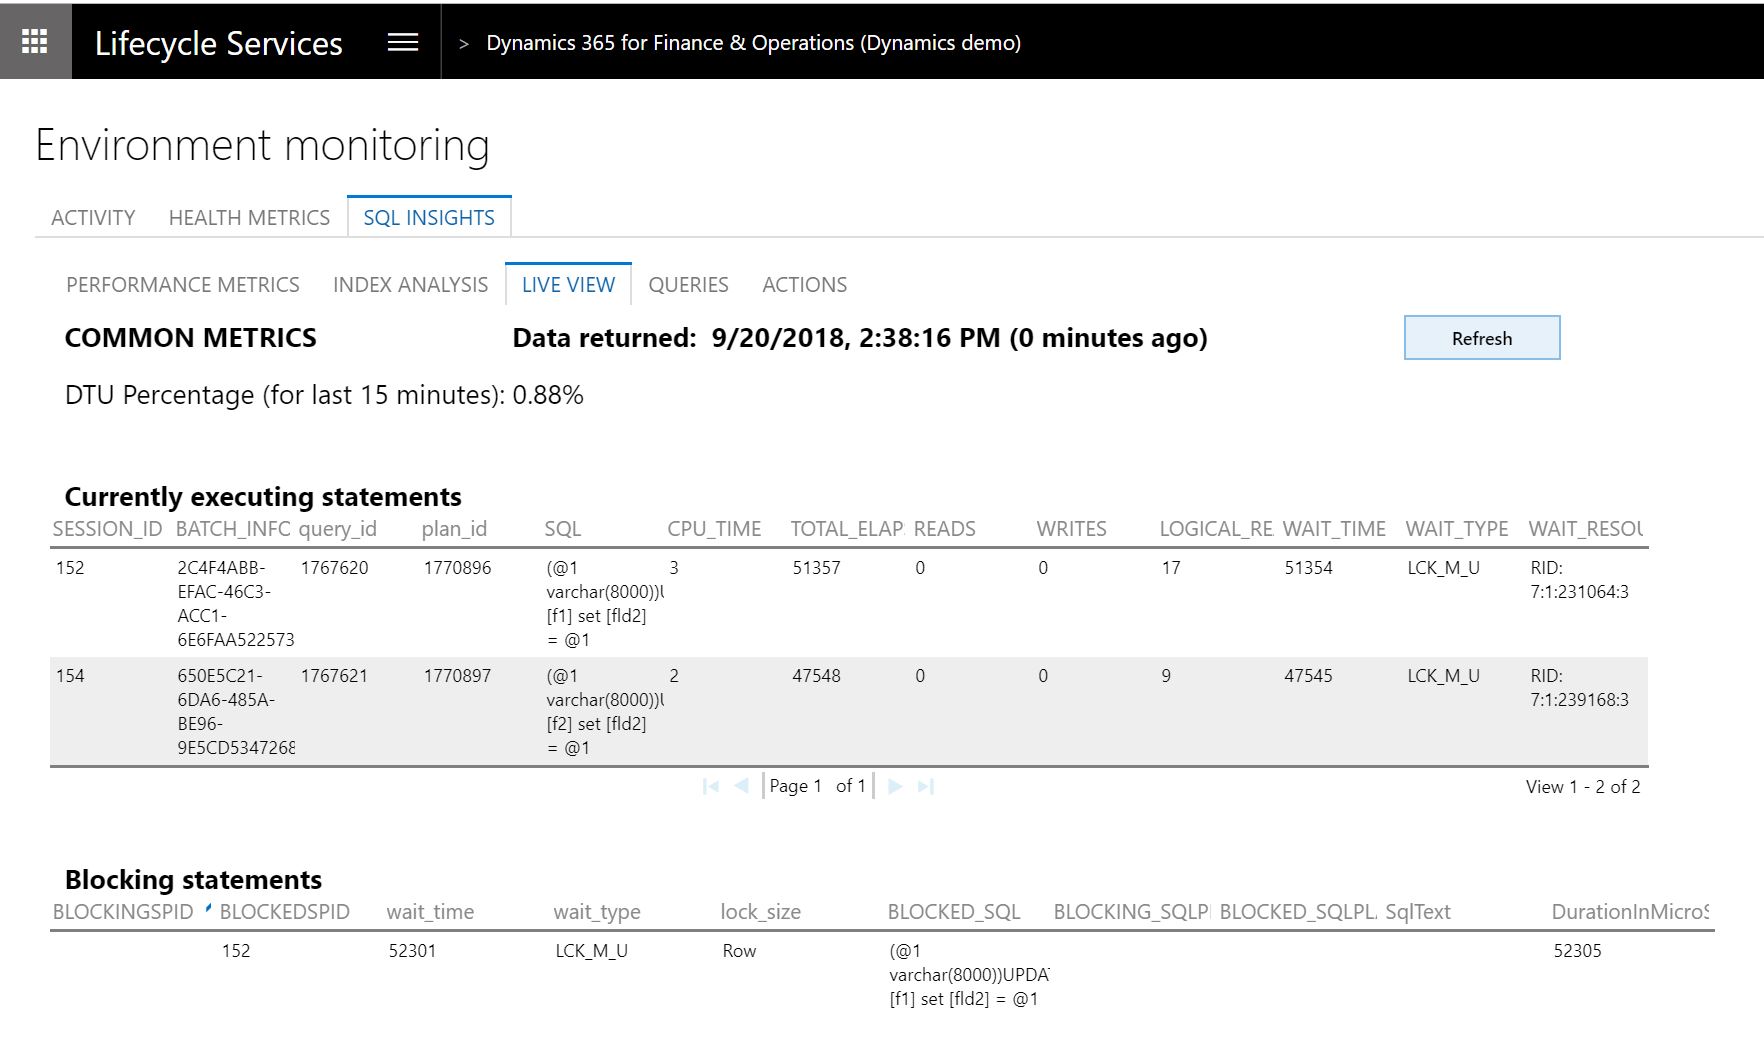 Lifecycle Services > Dynamics 365 for Finance & Operations (Dynamics demo)
Environment monitoring
ACTIVITY HEALTH METRICS SQL INSIGHTS
PERFORMANCE METRICS INDEX ANALYSIS LIVE VIEW QUERIES ACTIONS
COMMON METRICS Data returned: 9/20/2018, 2:38:16 PM (0 minutes ago) Refresh
DTU Percentage (for last 15 minutes): 0.88%
Currently executing statements
SESSION_ID BATCH_INFO query_id plan_id SQL CPU_TIME TOTAL_ELAP READS WRITES LOGICAL_RE WAIT_TIME WAIT_TYPE WAIT_RESOU
152 2C4F4ABB- 1767620 1770896 (@1 3 51357 0 0 17 51354 LCK_M_U RID:
EFAC-46C3- varchar(8000))U 7:1:231064:3
ACC1- [f1] set [fld2]
6E6FAA522573 = @1
154 650E5C21- 1767621 1770897 (@1 2 47548 0 0 9 47545 LCK_M_U RID:
6DA6-485A- varchar(8000))U 7:1:239168:3
BE96- [f2] set [fld2]
9E5CD5347268 = @1
Page 1 of 1 View 1 - 2 of 2
Blocking statements
BLOCKINGSPID BLOCKEDSPID wait_time wait_type lock_size BLOCKED_SQL BLOCKING_SQLP BLOCKED_SQLPL SqlText DurationInMicroS
152 52301 LCK_M_U Row (@1 52305
varchar(8000))UPDA
[f1] set [fld2] = @1